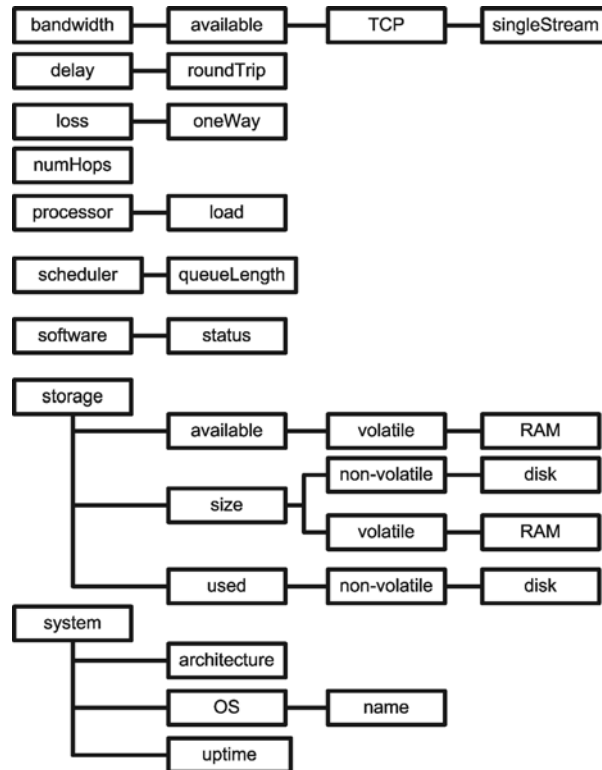 bandwidth available TCP singleStream
delay roundTrip
loss oneWay
numHops
processor load
scheduler queueLength
software status
storage
available volatile RAM
non-volatile disk
size
volatile RAM
used non-volatile disk
system
architecture
OS name
uptime